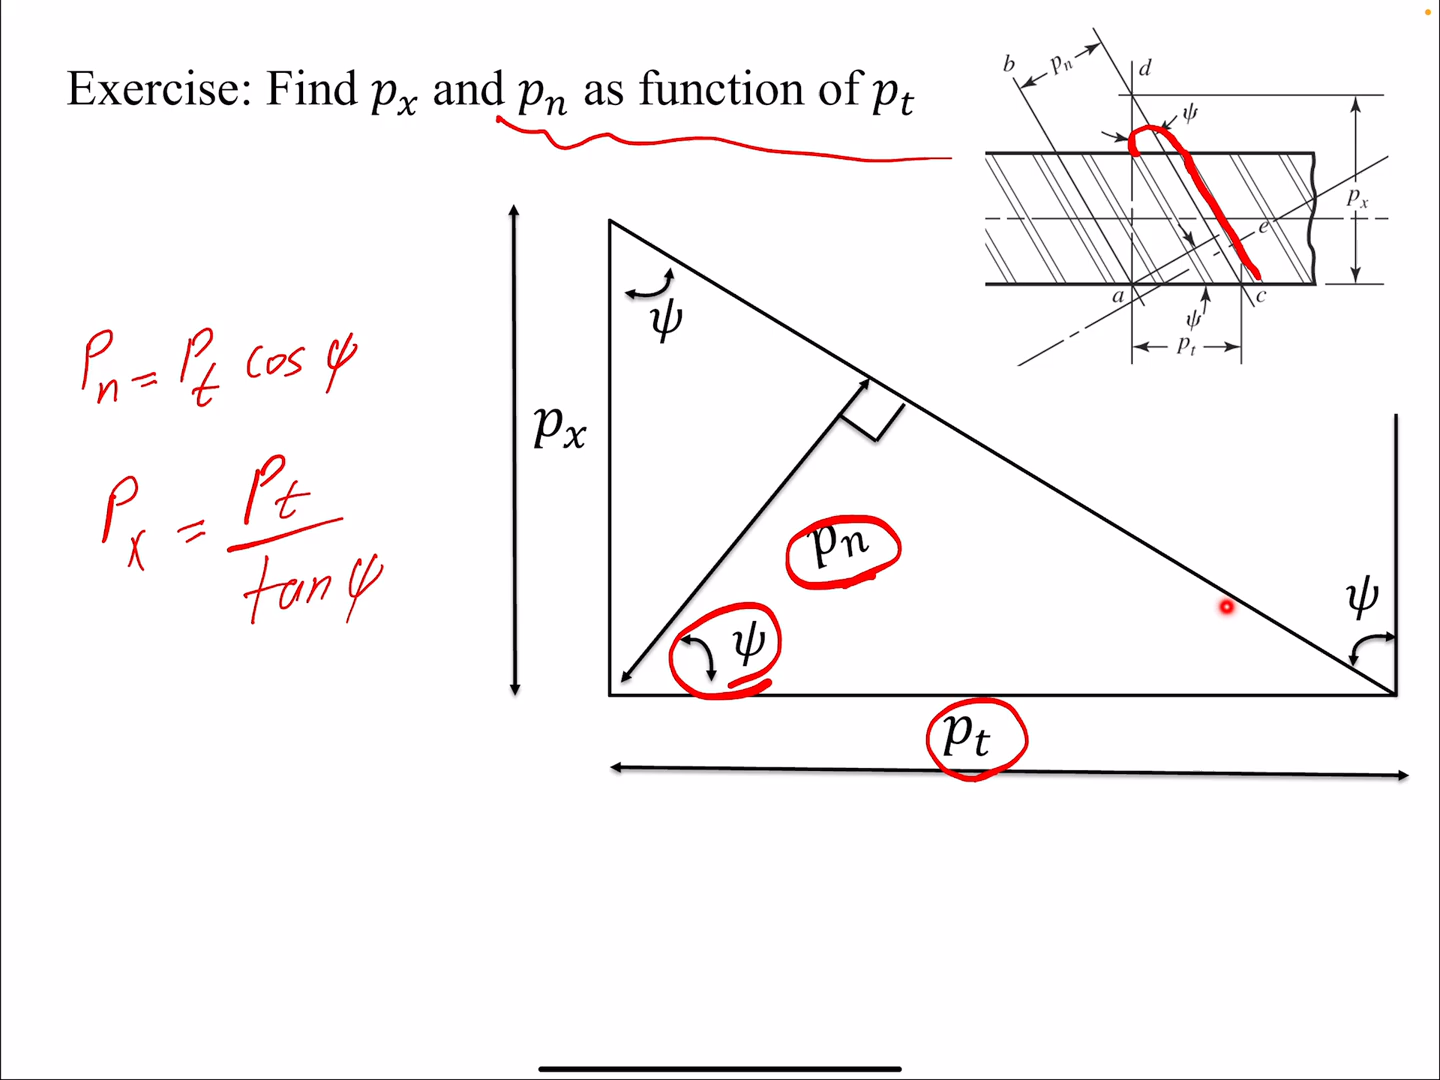 Exercise: Find pₓ and pₙ as function of pₜ
b
pₙ
d
ψ
pₓ
e
a
c
ψ
pₜ
ψ
Pₙ = Pₜ cos ψ
pₓ
Pₓ = Pₜ / tan ψ
pₙ
ψ
ψ
pₜ